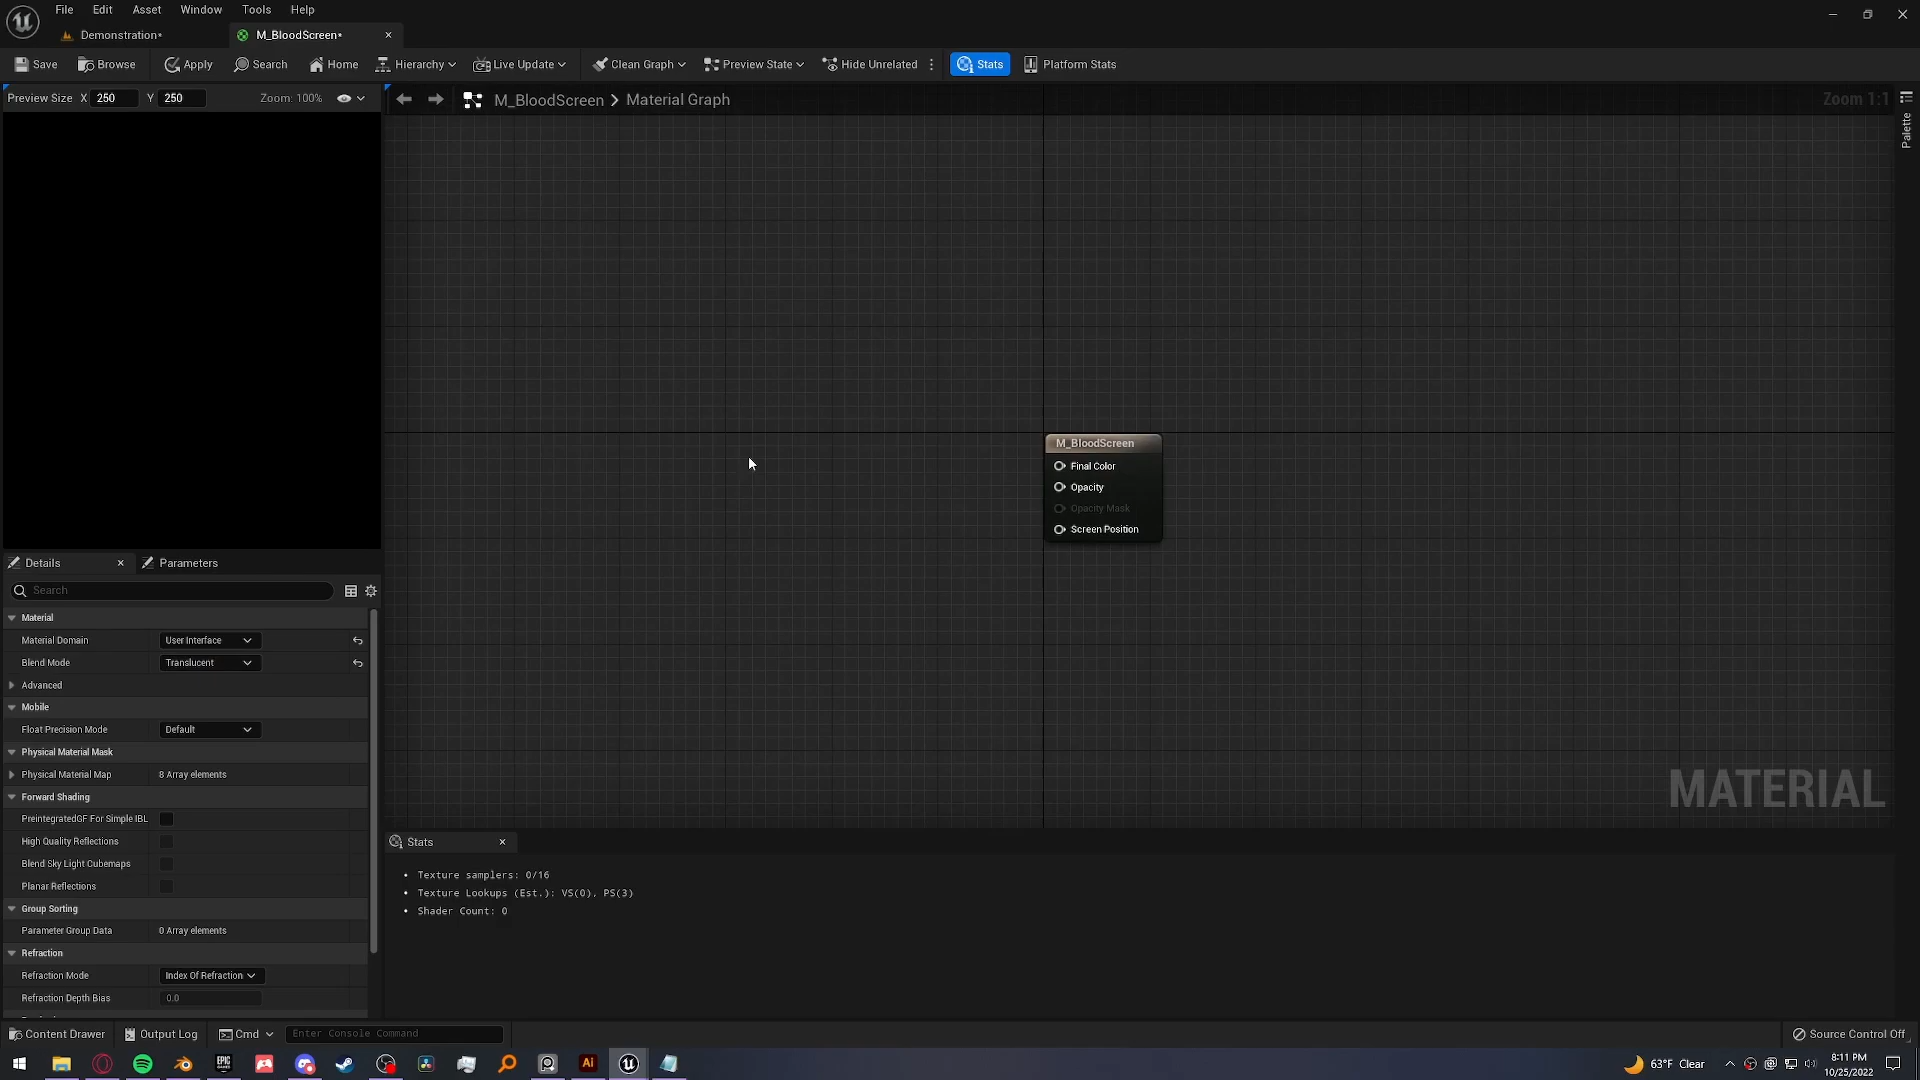 File Edit Asset Window Tools Help
Demonstration* M_BloodScreen*
Save Browse Apply Search Home Hierarchy Live Update Clean Graph Preview State Hide Unrelated Stats Platform Stats
Preview Size X 250 Y 250 Zoom: 100%
M_BloodScreen > Material Graph
Zoom 1:1
Palette
M_BloodScreen
Final Color
Opacity
Opacity Mask
Screen Position
MATERIAL
Details Parameters
Search
Material
Material Domain User Interface
Blend Mode Translucent
Advanced
Mobile
Float Precision Mode Default
Physical Material Mask
Physical Material Map 8 Array elements
Forward Shading
PreintegratedGF For Simple IBL
High Quality Reflections
Blend Sky Light Cubemaps
Planar Reflections
Group Sorting
Parameter Group Data 0 Array elements
Refraction
Refraction Mode Index Of Refraction
Refraction Depth Bias 0.0
Stats
• Texture samplers: 0/16
• Texture Lookups (Est.): VS(0), PS(3)
• Shader Count: 0
Content Drawer Output Log Cmd Enter Console Command Source Control Off
EPIC GAMES
Ai
63°F Clear
8:11 PM
10/25/2022